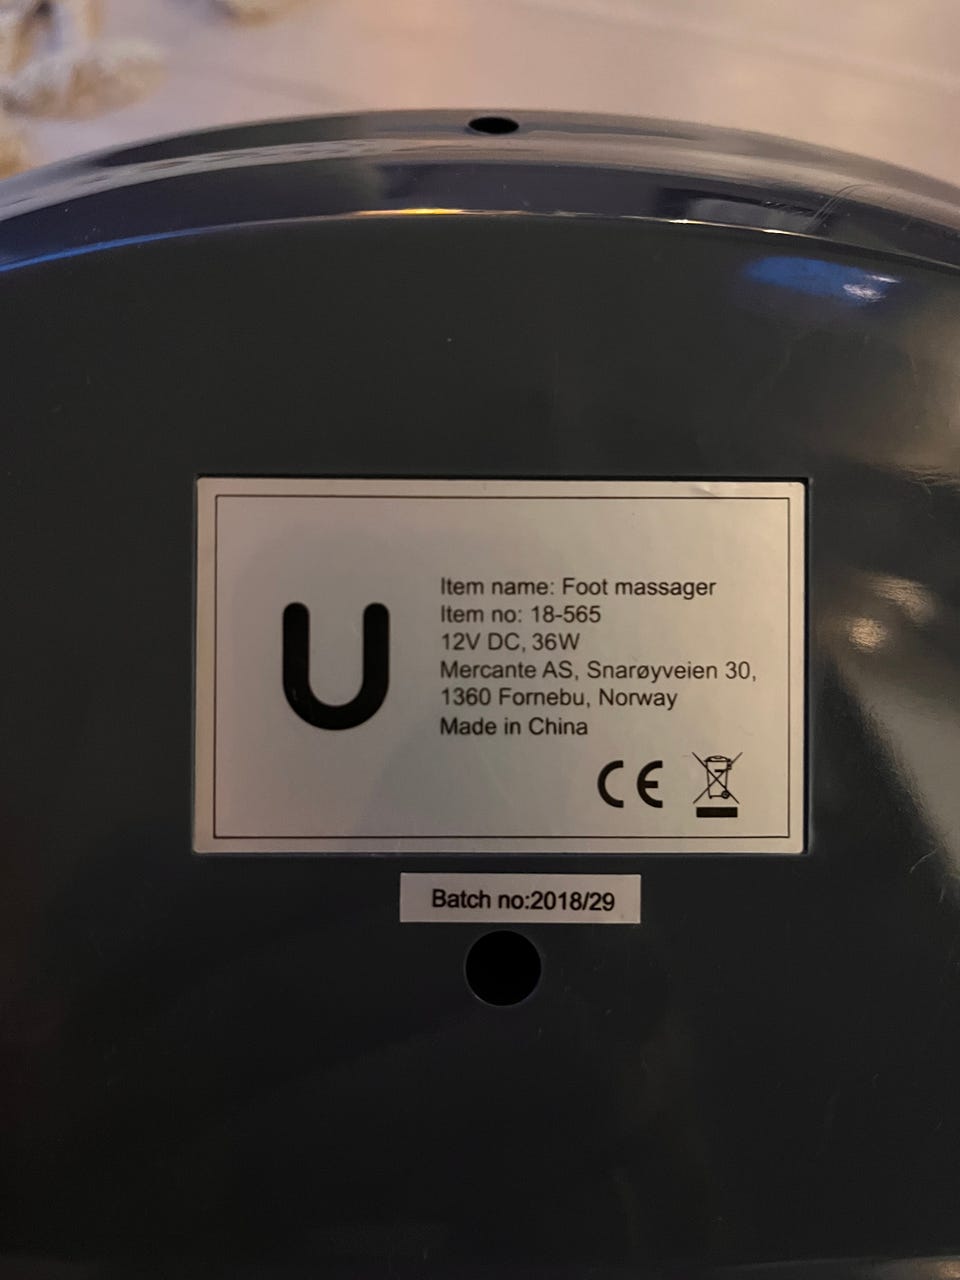 U
Item name: Foot massager
Item no: 18-565
12V DC, 36W
Mercante AS, Snarøyveien 30,
1360 Fornebu, Norway
Made in China
CE
Batch no:2018/29